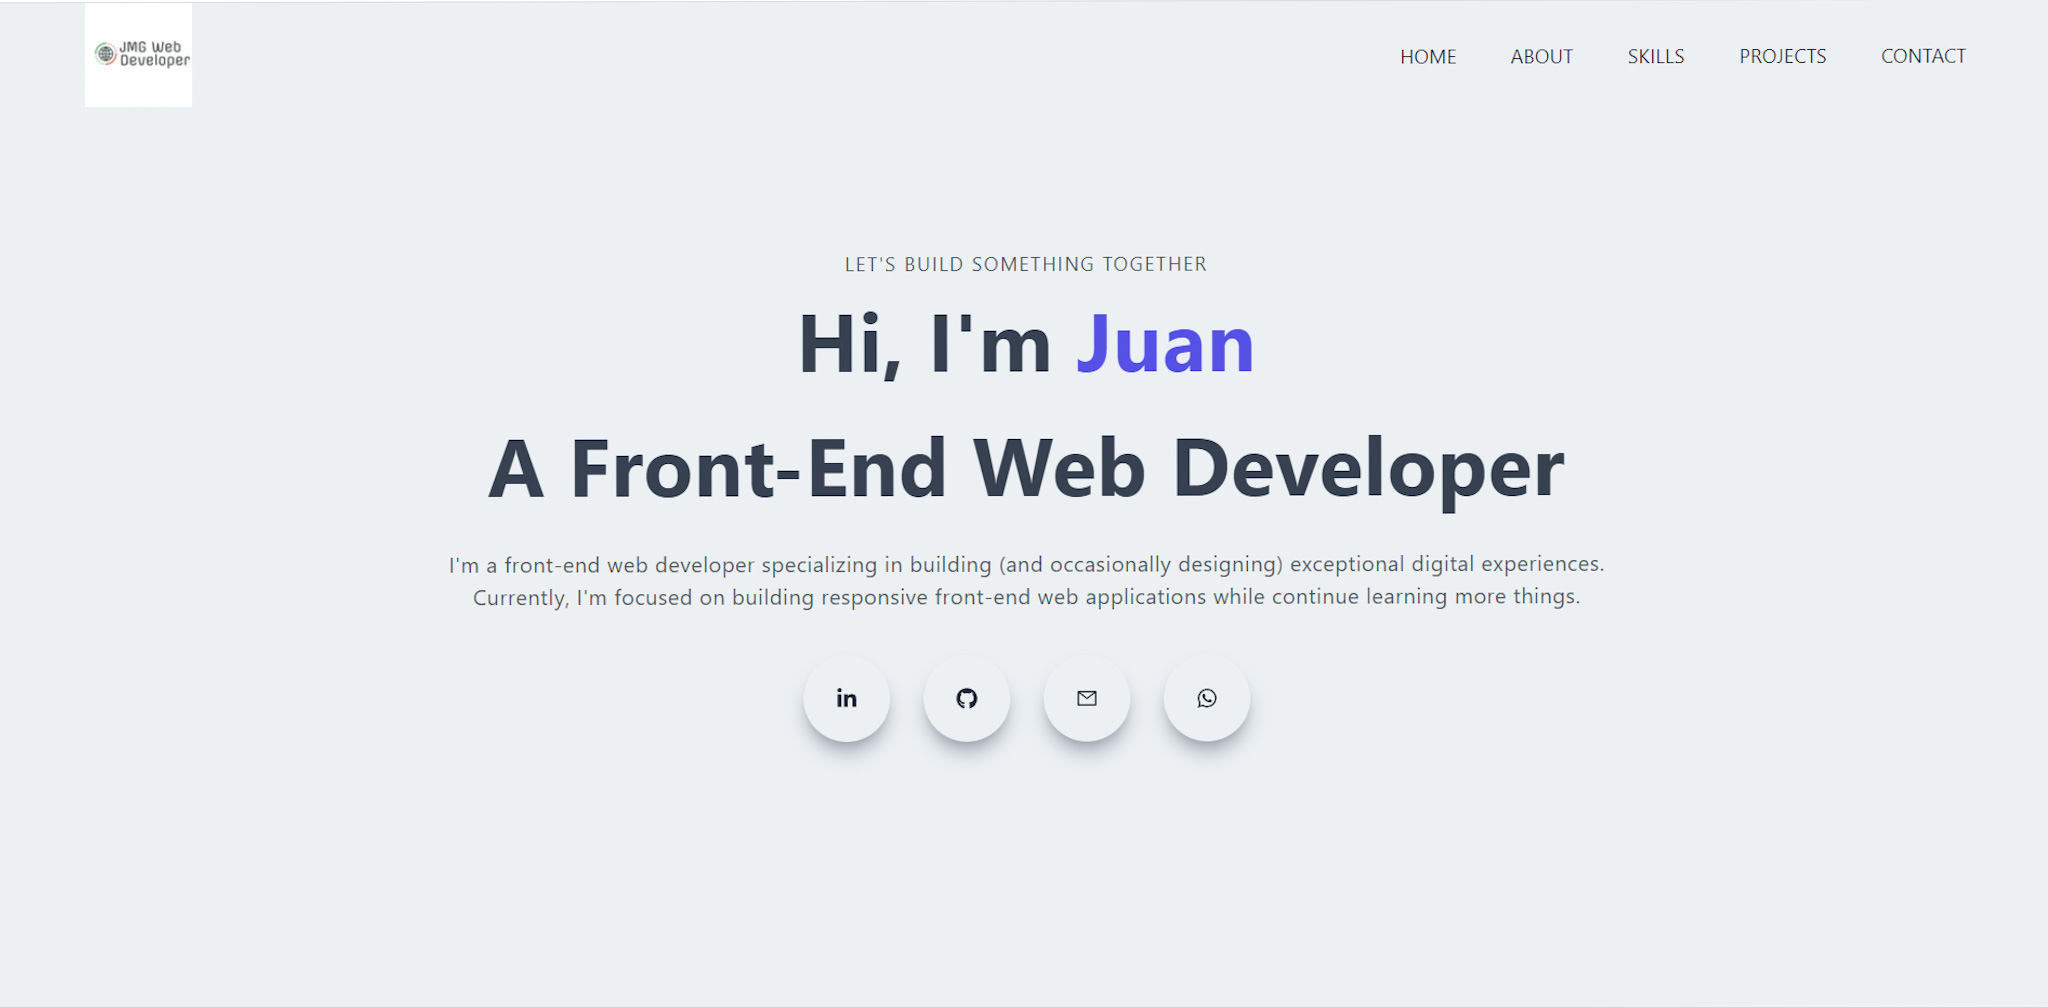 JMG Web
Developer
HOME ABOUT SKILLS PROJECTS CONTACT
LET'S BUILD SOMETHING TOGETHER
Hi, I'm Juan
A Front-End Web Developer
I'm a front-end web developer specializing in building (and occasionally designing) exceptional digital experiences.
Currently, I'm focused on building responsive front-end web applications while continue learning more things.
in